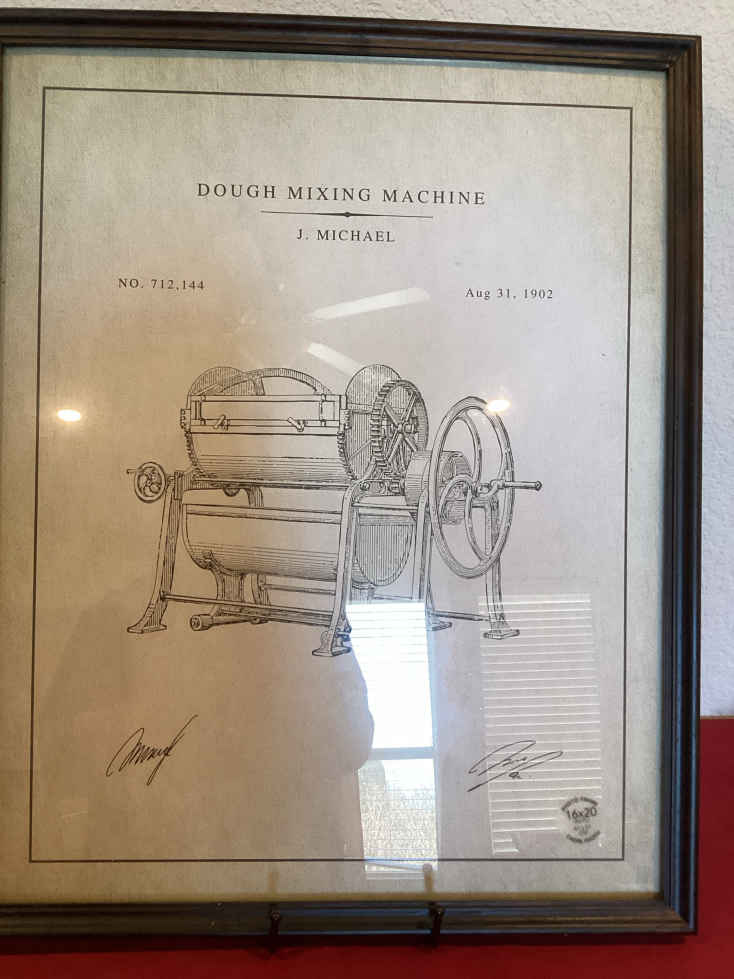 DOUGH MIXING MACHINE
J. MICHAEL
NO. 712,144
Aug 31, 1902
16x20